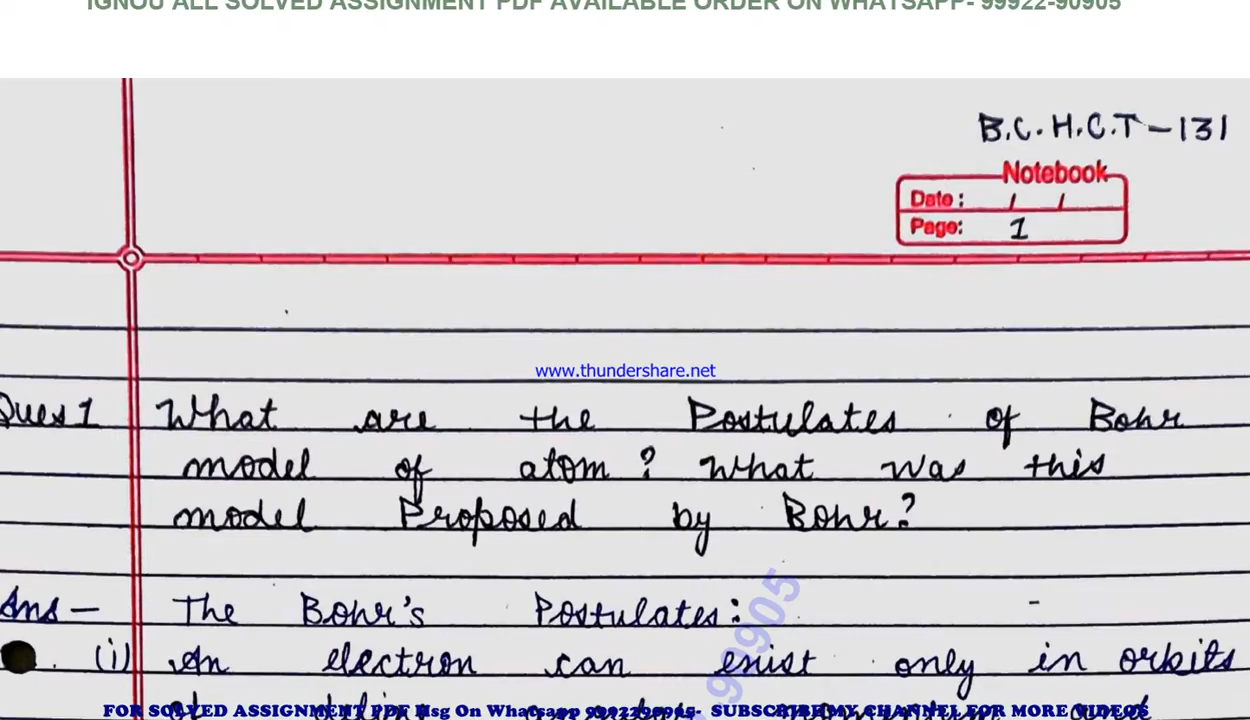 IGNOU ALL SOLVED ASSIGNMENT PDF AVAILABLE ORDER ON WHATSAPP- 99922-90905
B.C.H.C.T-131
Notebook
Date: / /
Page: 1
www.thundershare.net
Ques 1 What are the Postulates of Bohr
model of atom? What was this
model Proposed by Bohr?
Ans - The Bohr's Postulates:
(i) An electron can exist only in orbits
99905
FOR SOLVED ASSIGNMENT PDF Msg On Whatsapp 9992290905- SUBSCRIBE MY CHANNEL FOR MORE VIDEOS